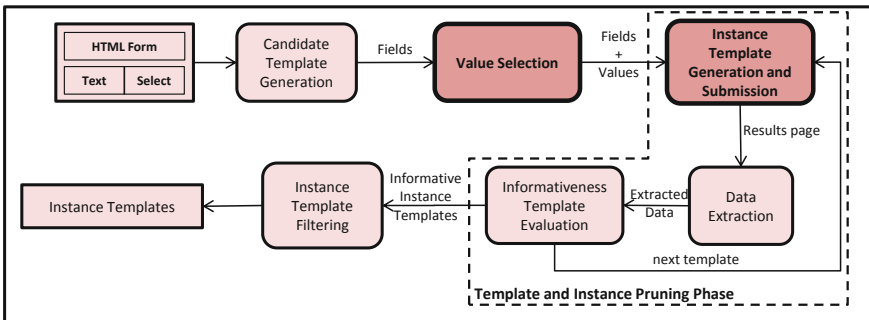 HTML Form
Text
Select
Candidate
Template
Generation
Fields
Value Selection
Fields
+
Values
Instance
Template
Generation and
Submission
Results page
Data
Extraction
Extracted
Data
Informativeness
Template
Evaluation
next template
Informative
Instance
Templates
Instance
Template
Filtering
Instance Templates
Template and Instance Pruning Phase